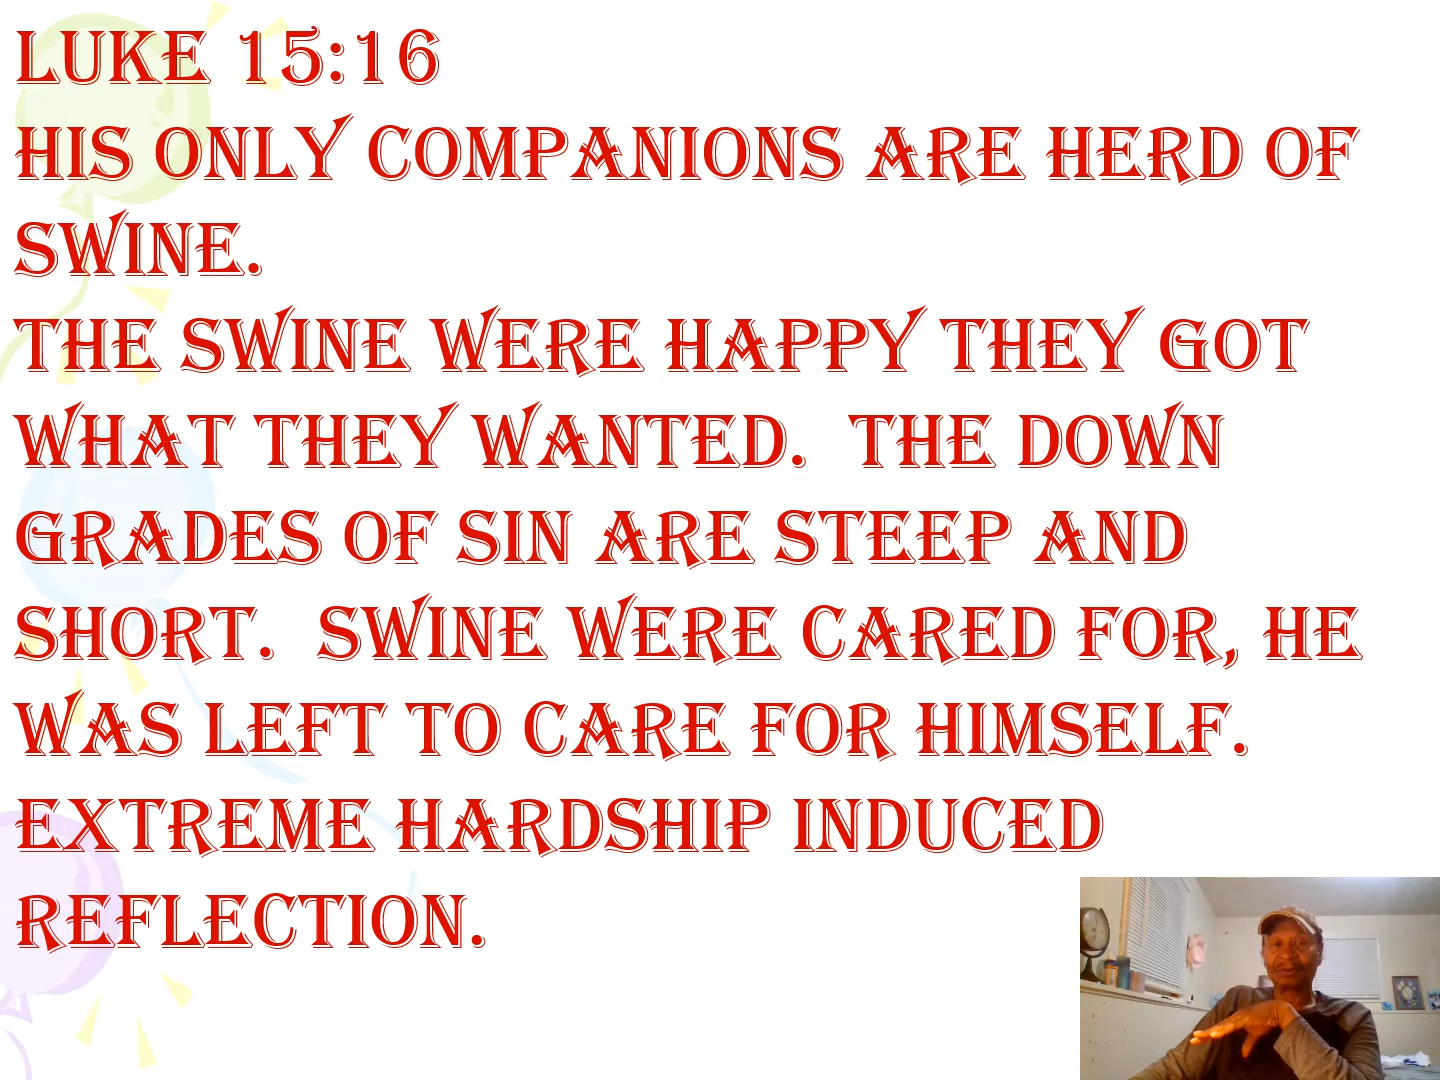 LUKE 15:16
HIS ONLY COMPANIONS ARE HERD OF
SWINE.
THE SWINE WERE HAPPY THEY GOT
WHAT THEY WANTED.  THE DOWN
GRADES OF SIN ARE STEEP AND
SHORT.  SWINE WERE CARED FOR, HE
WAS LEFT TO CARE FOR HIMSELF.
EXTREME HARDSHIP INDUCED
REFLECTION.